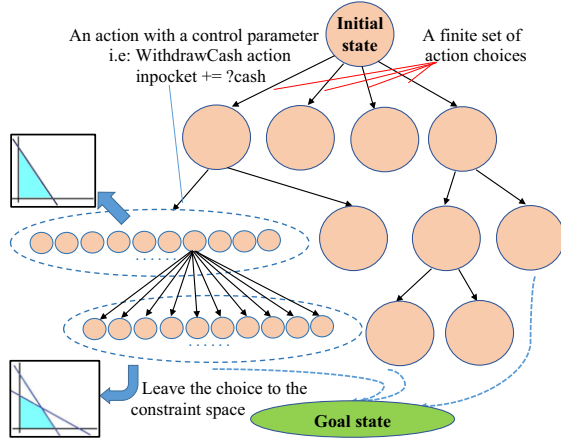 An action with a control parameter
i.e: WithdrawCash action
inpocket += ?cash
Initial
state
A finite set of
action choices
. . . . . . .
. . . . . . .
Leave the choice to the
constraint space
Goal state